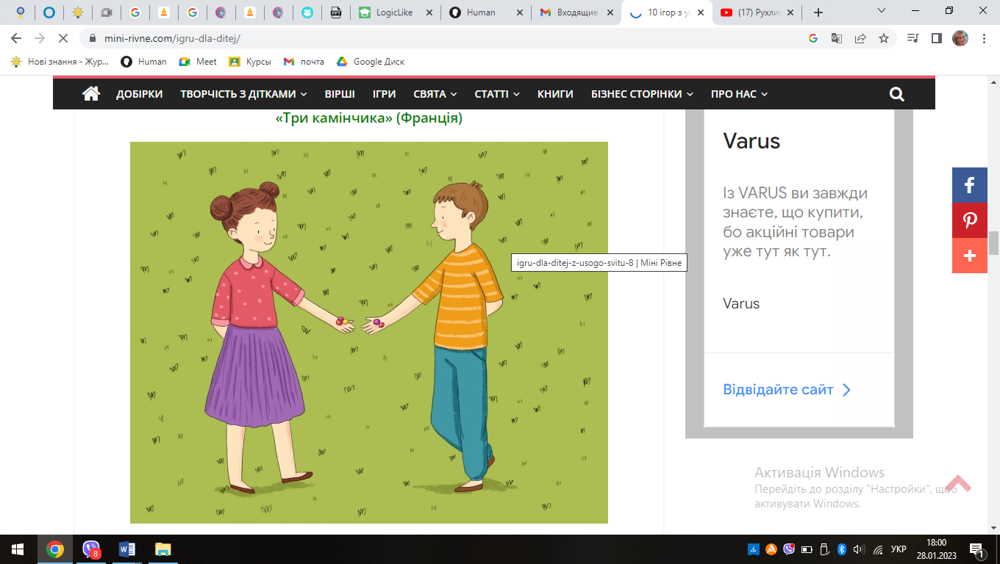 LogicLike
Human
Входящие
10 ігор з у
(17) Рухли
mini-rivne.com/igru-dla-ditej/
Нові знання - Жур...
Human
Meet
Курсы
почта
Google Диск
ДОБІРКИ ТВОРЧІСТЬ З ДІТКАМИ ВІРШІ ІГРИ СВЯТА СТАТТІ КНИГИ БІЗНЕС СТОРІНКИ ПРО НАС
«Три камінчика» (Франція)
igru-dla-ditej-z-usogo-svitu-8 | Міні Рівне
Varus
Із VARUS ви завжди
знаєте, що купити,
бо акційні товари
уже тут як тут.
Varus
Відвідайте сайт
Активація Windows
Перейдіть до розділу "Настройки", щоб
активувати Windows.
8
УКР
18:00
28.01.2023
1